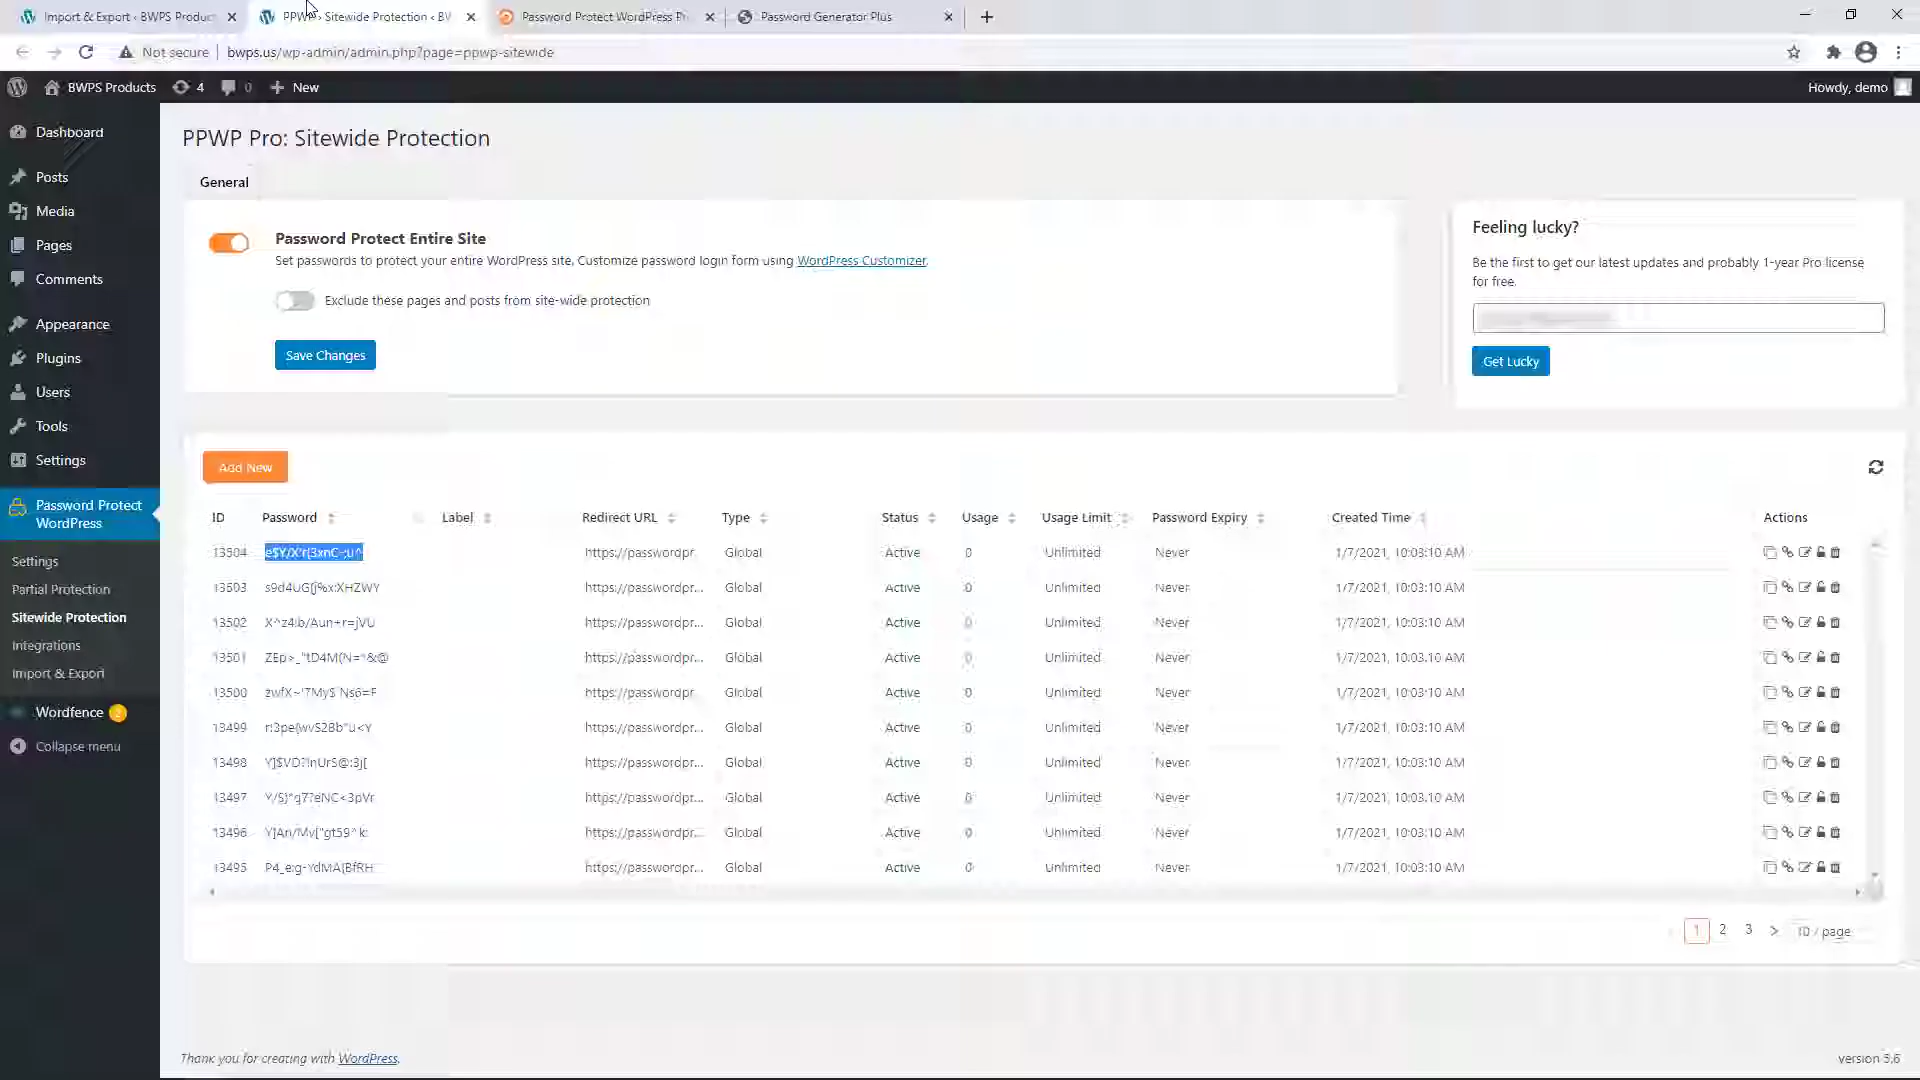 Import & Export ‹ BWPS Product
PPWP › Sitewide Protection ‹ BV
Password Protect WordPress Pr
Password Generator Plus
Not secure
bwps.us/wp-admin/admin.php?page=ppwp-sitewide
BWPS Products
4
0
New
Howdy, demo
Dashboard
Posts
Media
Pages
Comments
Appearance
Plugins
Users
Tools
Settings
Password Protect
WordPress
Settings
Partial Protection
Sitewide Protection
Integrations
Import & Export
Wordfence 2
Collapse menu
PPWP Pro: Sitewide Protection
General
Password Protect Entire Site
Set passwords to protect your entire WordPress site. Customize password login form using WordPress Customizer.
Exclude these pages and posts from site-wide protection
Save Changes
Feeling lucky?
Be the first to get our latest updates and probably 1-year Pro license
for free.
Get Lucky
Add New
ID Password Label Redirect URL Type Status Usage Usage Limit Password Expiry Created Time Actions
13504 https://passwordpr... Global Active 0 Unlimited Never 1/7/2021, 10:03:10 AM
13503 s9d4UG[j%x:XHZWY https://passwordpr... Global Active 0 Unlimited Never 1/7/2021, 10:03:10 AM
13502 https://passwordpr... Global Active 0 Unlimited Never 1/7/2021, 10:03:10 AM
13501 https://passwordpr... Global Active 0 Unlimited Never 1/7/2021, 10:03:10 AM
13500 https://passwordpr... Global Active 0 Unlimited Never 1/7/2021, 10:03:10 AM
13499 https://passwordpr... Global Active 0 Unlimited Never 1/7/2021, 10:03:10 AM
13498 https://passwordpr... Global Active 0 Unlimited Never 1/7/2021, 10:03:10 AM
13497 https://passwordpr... Global Active 0 Unlimited Never 1/7/2021, 10:03:10 AM
13496 https://passwordpr... Global Active 0 Unlimited Never 1/7/2021, 10:03:10 AM
13495 https://passwordpr... Global Active 0 Unlimited Never 1/7/2021, 10:03:10 AM
1 2 3 > 10 / page
Thank you for creating with WordPress.
version 5.6